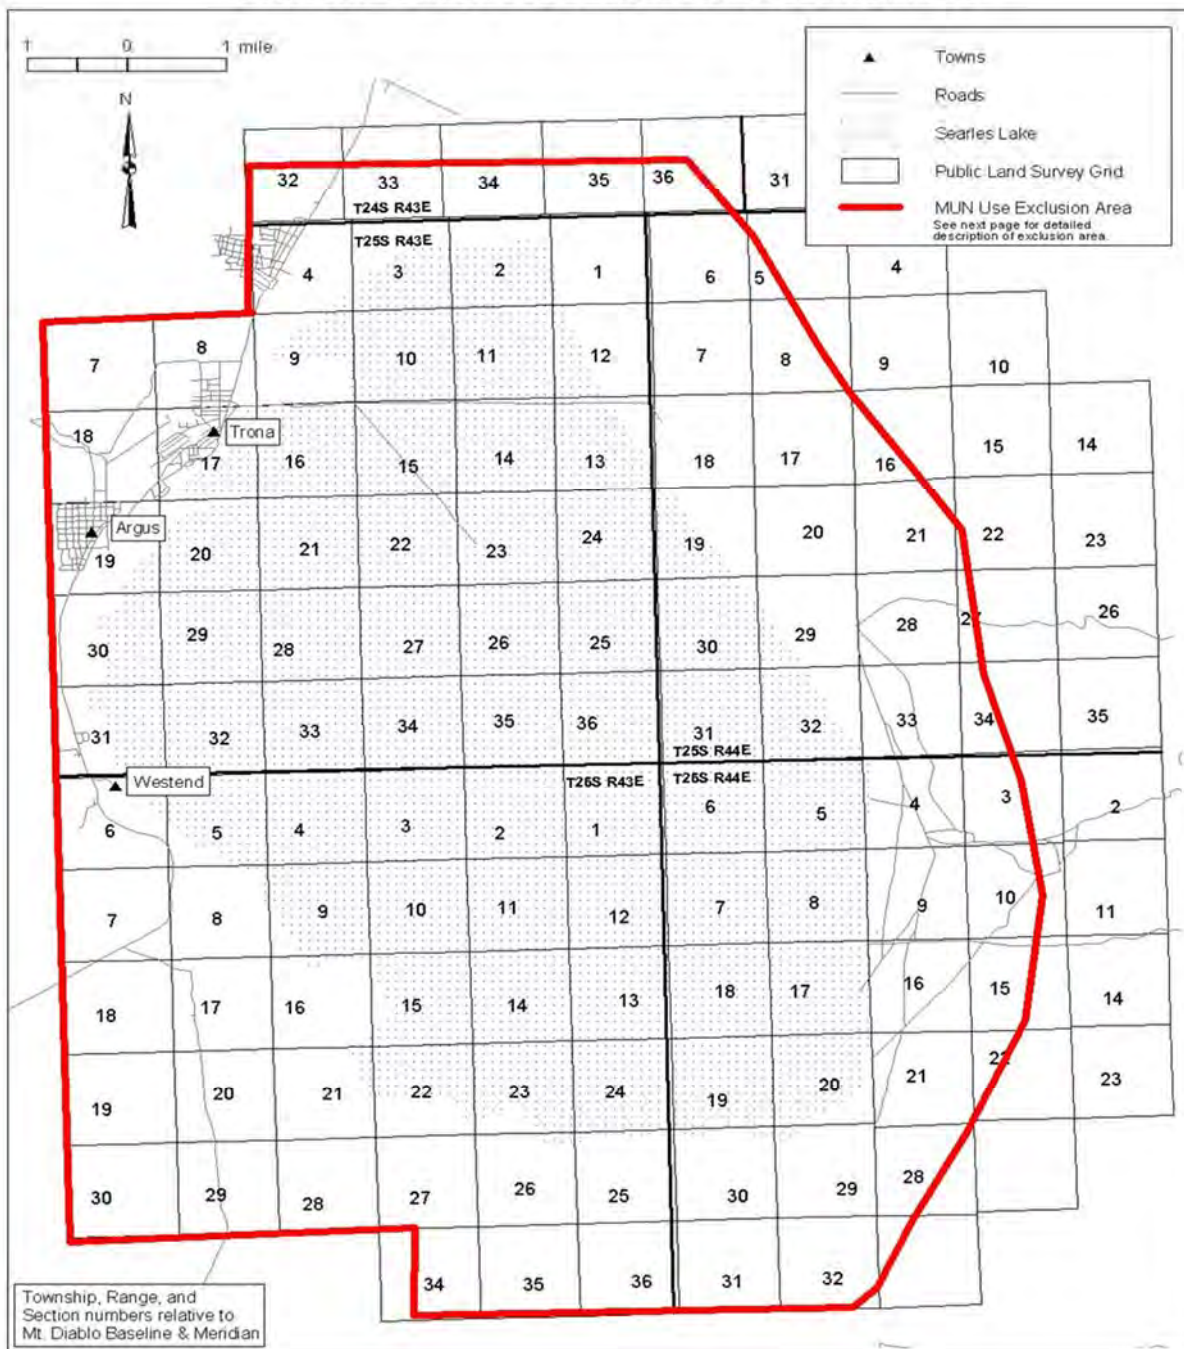 1 0 1 mile
N
Towns
Roads
Searles Lake
Public Land Survey Grid
MUN Use Exclusion Area
See next page for detailed
description of exclusion area.
32 33 34 35 36 31
T24S R43E
T25S R43E
4 3 2 1 6 5 4
7 8 9 10 11 12 7 8 9 10
18 17 16 15 14 13 18 17 16 15 14
Trona
Argus
19 20 21 22 23 24 19 20 21 22 23
30 29 28 27 26 25 30 29 28 27 26
31 32 33 34 35 36 31 32 33 34 35
T25S R44E
Westend
T26S R43E T26S R44E
6 5 4 3 2 1 6 5 4 3 2
7 8 9 10 11 12 7 8 9 10 11
18 17 16 15 14 13 18 17 16 15 14
19 20 21 22 23 24 19 20 21 22 23
30 29 28 27 26 25 30 29 28
34 35 36 31 32
Township, Range, and
Section numbers relative to
Mt. Diablo Baseline & Meridian